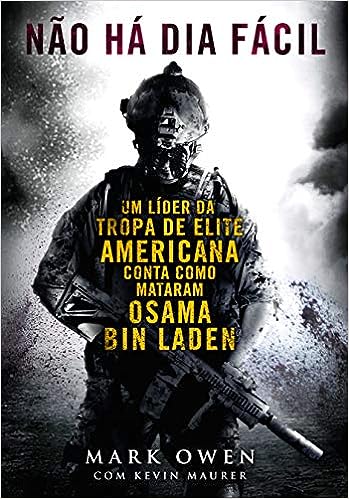 NÃO HÁ DIA FÁCIL
UM LÍDER DA
TROPA DE ELITE
AMERICANA
CONTA COMO
MATARAM
OSAMA
BIN LADEN
MARK OWEN
COM KEVIN MAURER